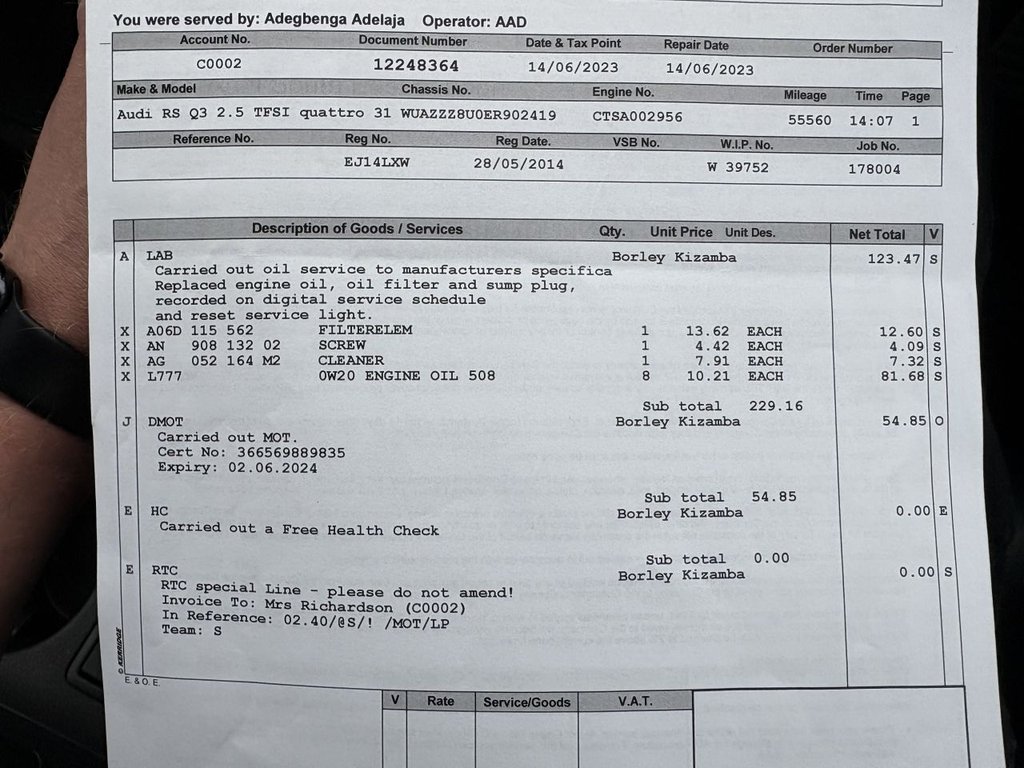 You were served by: Adegbenga Adelaja Operator: AAD
Account No. Document Number Date & Tax Point Repair Date Order Number
C0002 12248364 14/06/2023 14/06/2023
Make & Model Chassis No. Engine No. Mileage Time Page
Audi RS Q3 2.5 TFSI quattro 31 WUAZZZ8U0ER902419 CTSA002956 55560 14:07 1
Reference No. Reg No. Reg Date. VSB No. W.I.P. No. Job No.
EJ14LXW 28/05/2014 W 39752 178004
Description of Goods / Services Qty. Unit Price Unit Des. Net Total V
A LAB Borley Kizamba 123.47 S
Carried out oil service to manufacturers specifica
Replaced engine oil, oil filter and sump plug,
recorded on digital service schedule
and reset service light.
X A06D 115 562 FILTERELEM 1 13.62 EACH 12.60 S
X AN 908 132 02 SCREW 1 4.42 EACH 4.09 S
X AG 052 164 M2 CLEANER 1 7.91 EACH 7.32 S
X L777 0W20 ENGINE OIL 508 8 10.21 EACH 81.68 S
Sub total 229.16
J DMOT Borley Kizamba 54.85 O
Carried out MOT.
Cert No: 366569889835
Expiry: 02.06.2024
Sub total 54.85
E HC Borley Kizamba 0.00 E
Carried out a Free Health Check
Sub total 0.00
E RTC Borley Kizamba 0.00 S
RTC special Line - please do not amend!
Invoice To: Mrs Richardson (C0002)
In Reference: 02.40/@S/! /MOT/LP
Team: S
© KERRIDGE
E. & O. E.
V Rate Service/Goods V.A.T.